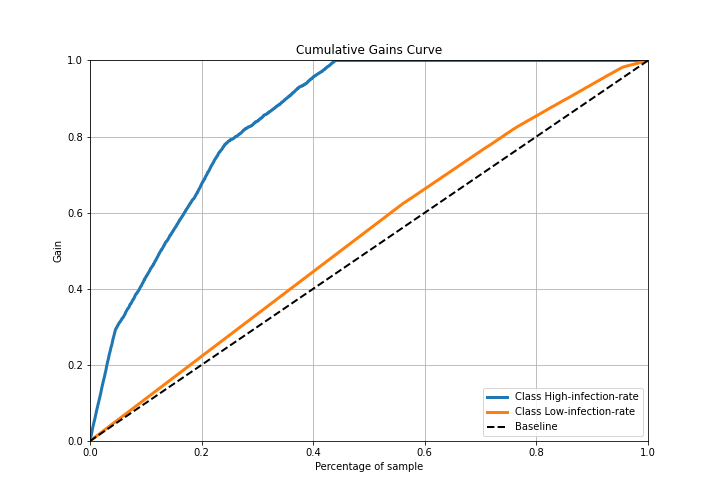 Cumulative Gains Curve
1.0
0.8
0.6
0.4
0.2
0.0
Gain
0.0 0.2 0.4 0.6 0.8 1.0
Percentage of sample
Class High-infection-rate
Class Low-infection-rate
Baseline